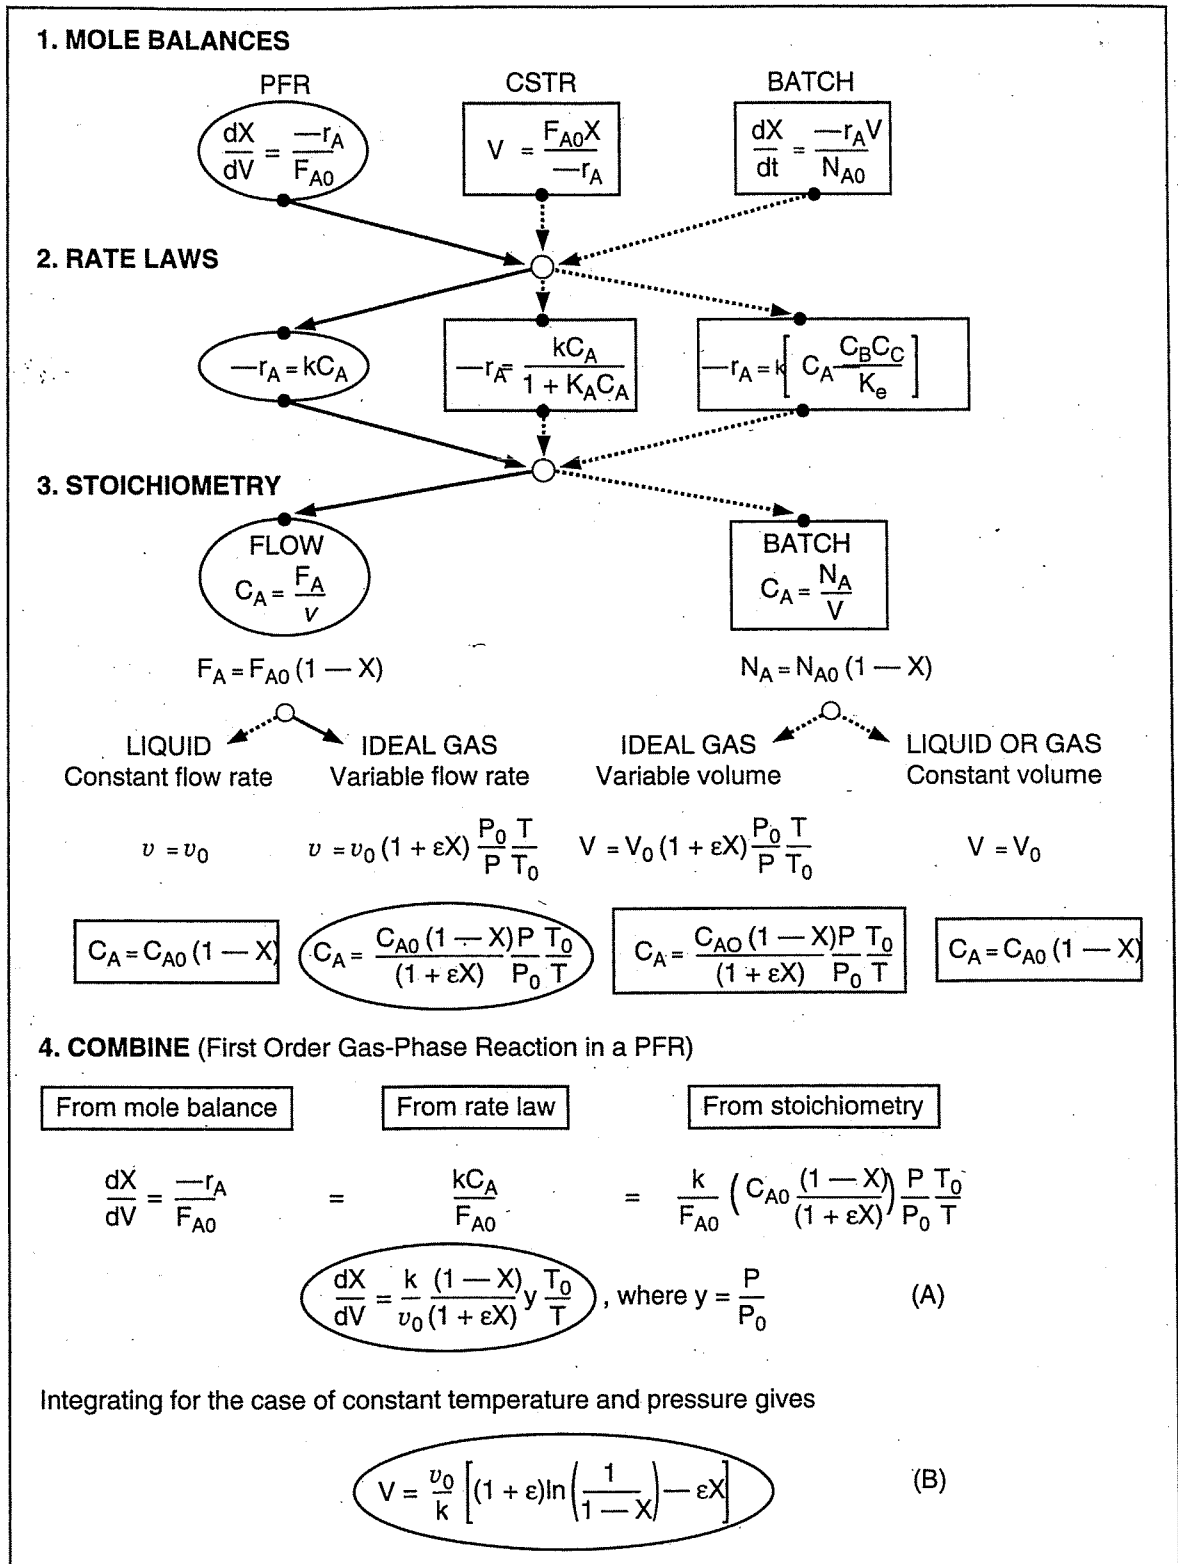 1. MOLE BALANCES
PFR CSTR BATCH
dX/dV = —rA/FA0 V = FA0X/—rA dX/dt = —rAV/NA0
2. RATE LAWS
—rA = kCA —rA = kCA/1 + KACA —rA = k[CA — CBCC/Ke]
3. STOICHIOMETRY
FLOW BATCH
CA = FA/v CA = NA/V
FA = FA0 (1 — X) NA = NA0 (1 — X)
LIQUID IDEAL GAS IDEAL GAS LIQUID OR GAS
Constant flow rate Variable flow rate Variable volume Constant volume
υ = υ0 υ = υ0 (1 + εX) P0/P T/T0 V = V0 (1 + εX) P0/P T/T0 V = V0
CA = CA0 (1 — X) CA = CA0 (1 — X)/(1 + εX) P/P0 T0/T CA = CAO (1 — X)/(1 + εX) P/P0 T0/T CA = CA0 (1 — X)
4. COMBINE (First Order Gas-Phase Reaction in a PFR)
From mole balance From rate law From stoichiometry
dX/dV = —rA/FA0 = kCA/FA0 = k/FA0 (CA0 (1 — X)/(1 + εX)) P/P0 T0/T
dX/dV = k/υ0 (1 — X)/(1 + εX) y T0/T , where y = P/P0 (A)
Integrating for the case of constant temperature and pressure gives
V = υ0/k [(1 + ε)ln(1/1 — X) — εX] (B)